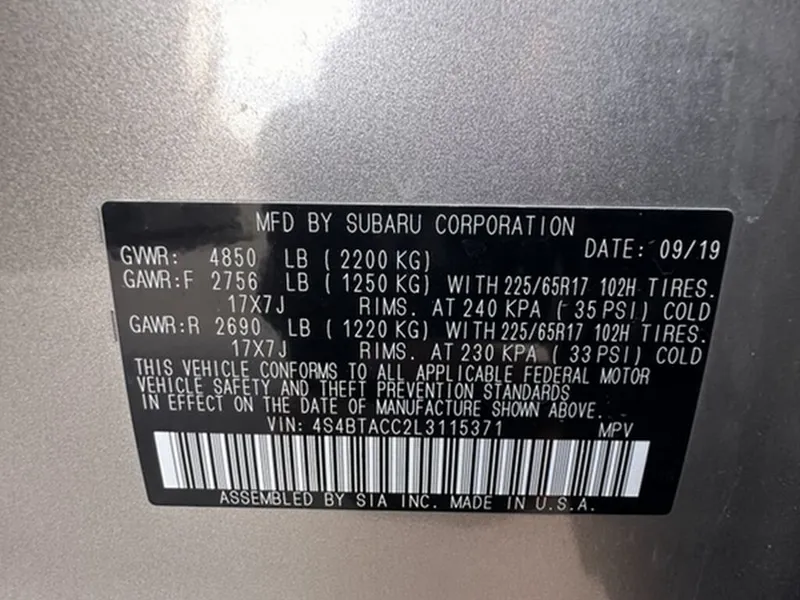 MFD BY SUBARU CORPORATION
DATE: 09/19
GVWR: 4850 LB (2200 KG)
GAWR:F 2756 LB (1250 KG) WITH 225/65R17 102H TIRES.
17X7J RIMS. AT 240 KPA (35 PSI) COLD
GAWR:R 2690 LB (1220 KG) WITH 225/65R17 102H TIRES.
17X7J RIMS. AT 230 KPA (33 PSI) COLD
THIS VEHICLE CONFORMS TO ALL APPLICABLE FEDERAL MOTOR
VEHICLE SAFETY AND THEFT PREVENTION STANDARDS
IN EFFECT ON THE DATE OF MANUFACTURE SHOWN ABOVE.
VIN: 4S4BTACC2L3115371 MPV
ASSEMBLED BY SIA INC. MADE IN U.S.A.